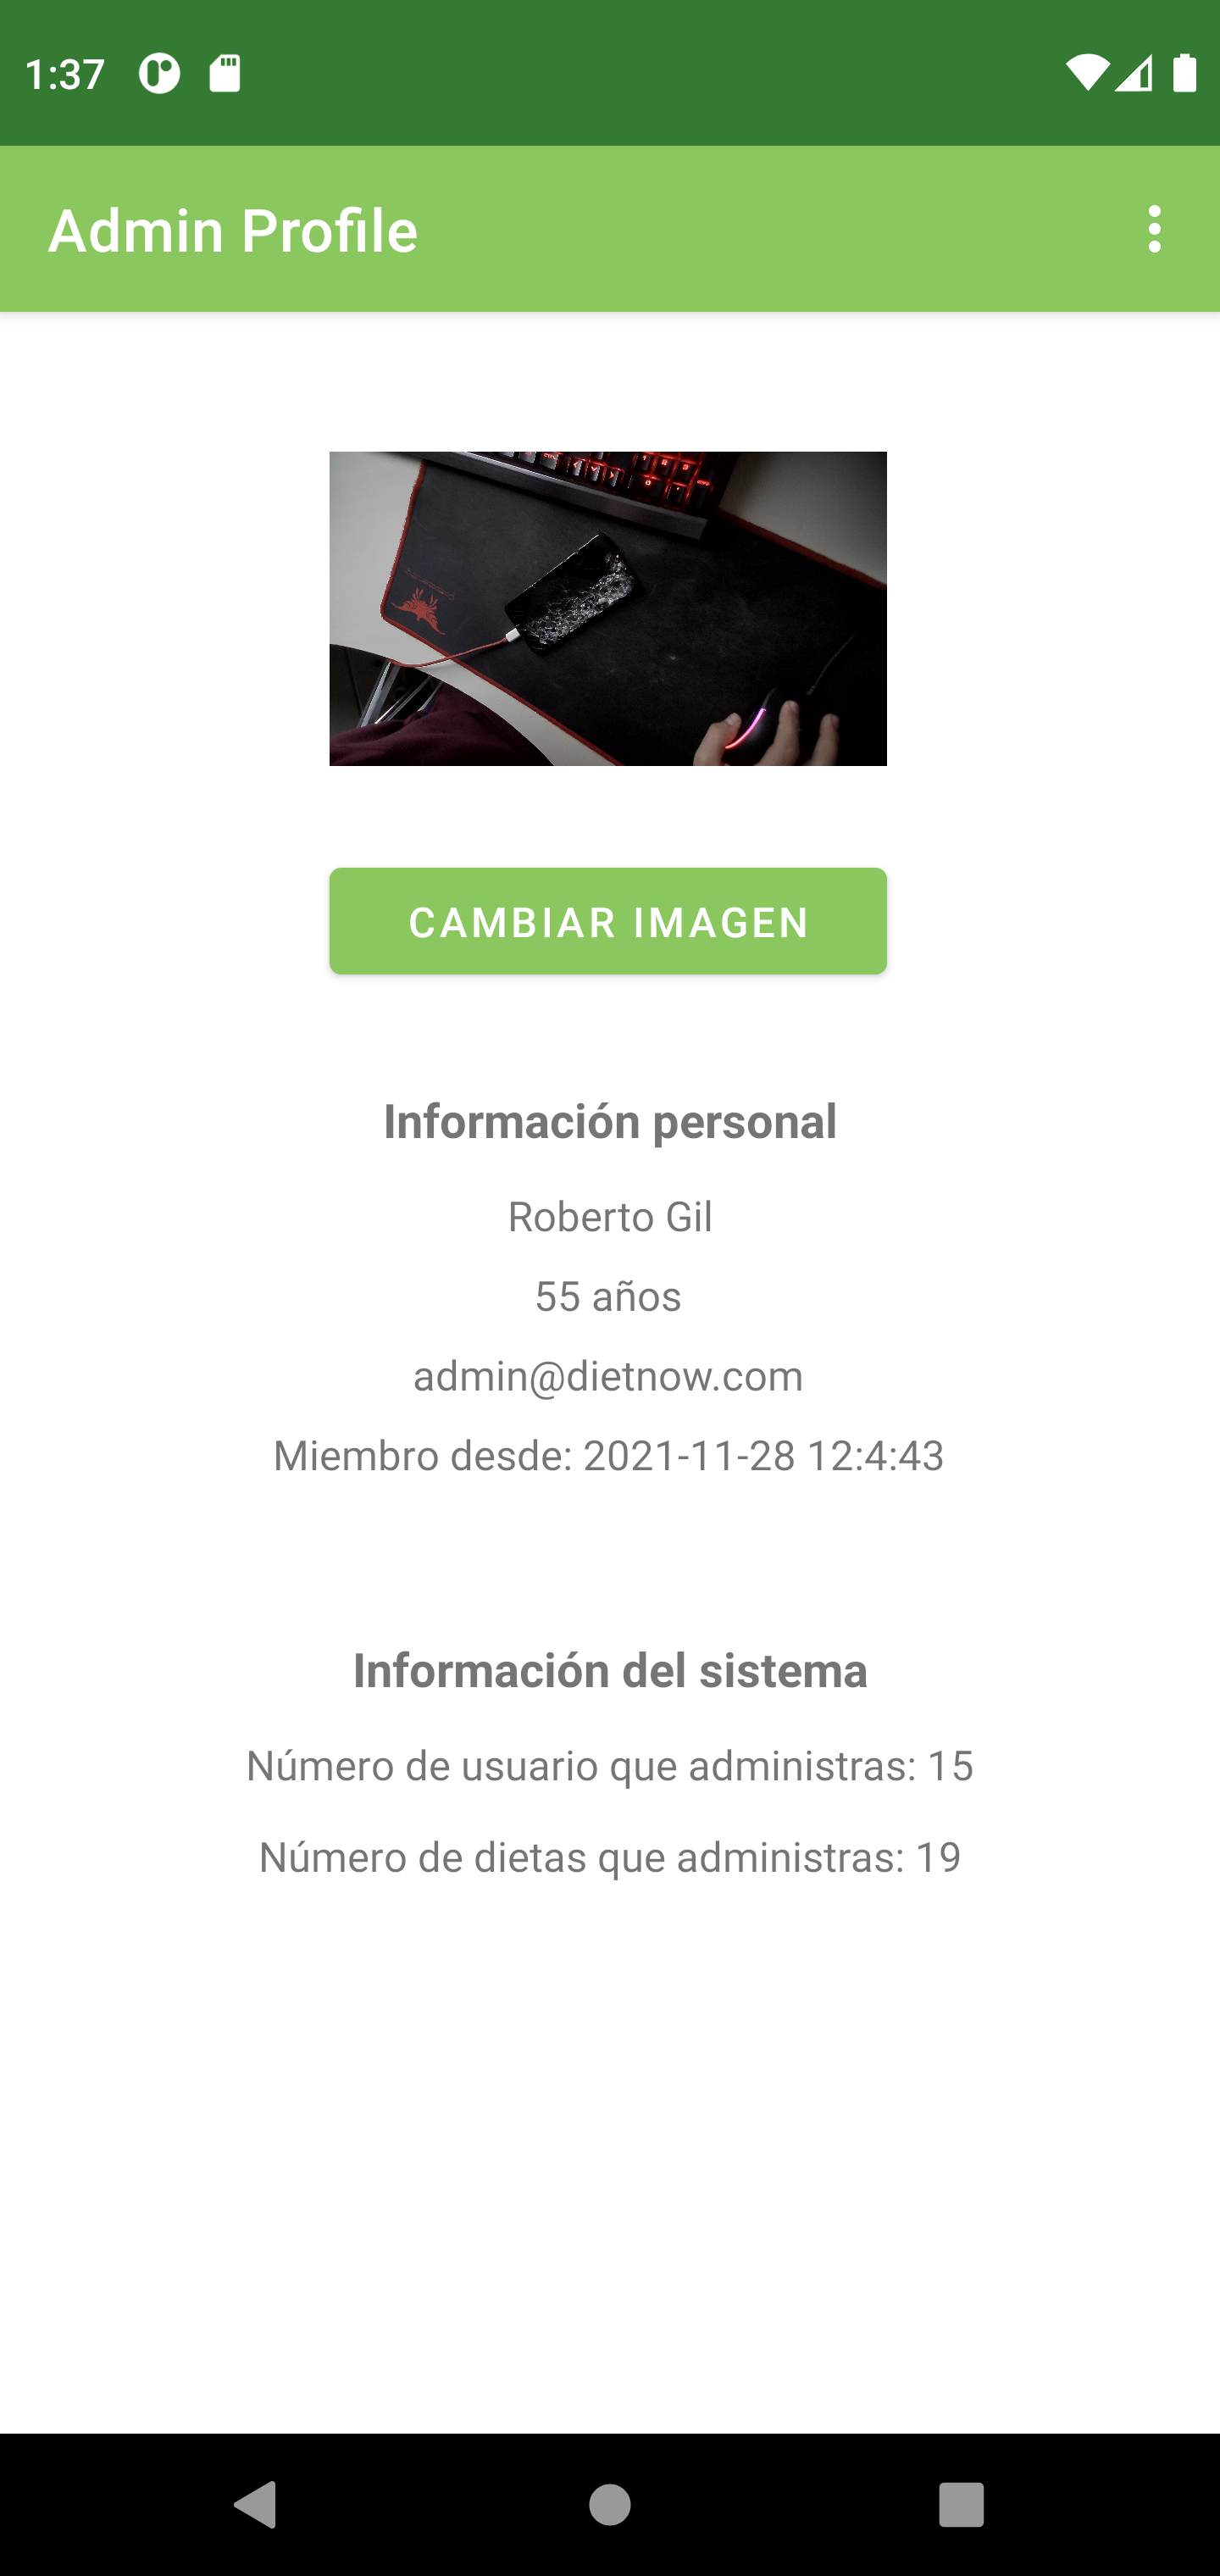 1:37
Admin Profile
CAMBIAR IMAGEN
Información personal
Roberto Gil
55 años
admin@dietnow.com
Miembro desde: 2021-11-28 12:4:43
Información del sistema
Número de usuario que administras: 15
Número de dietas que administras: 19